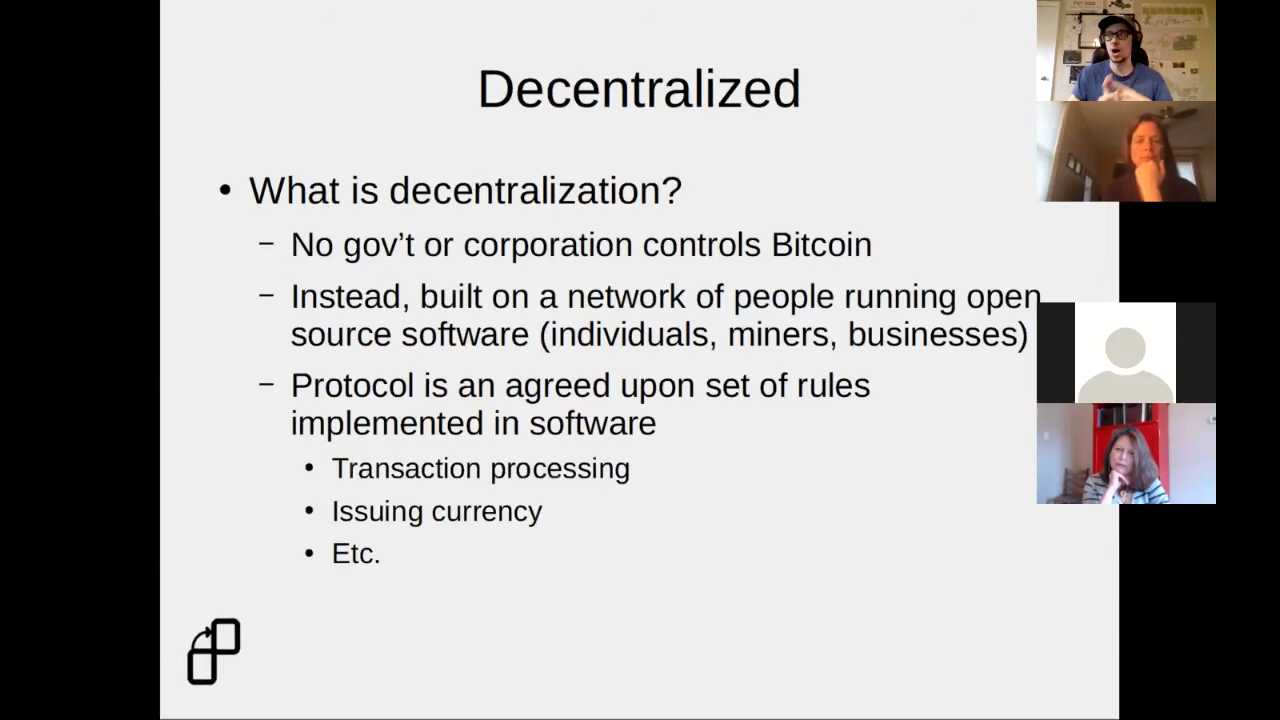 Decentralized
• What is decentralization?
– No gov’t or corporation controls Bitcoin
– Instead, built on a network of people running open
source software (individuals, miners, businesses)
– Protocol is an agreed upon set of rules
implemented in software
• Transaction processing
• Issuing currency
• Etc.